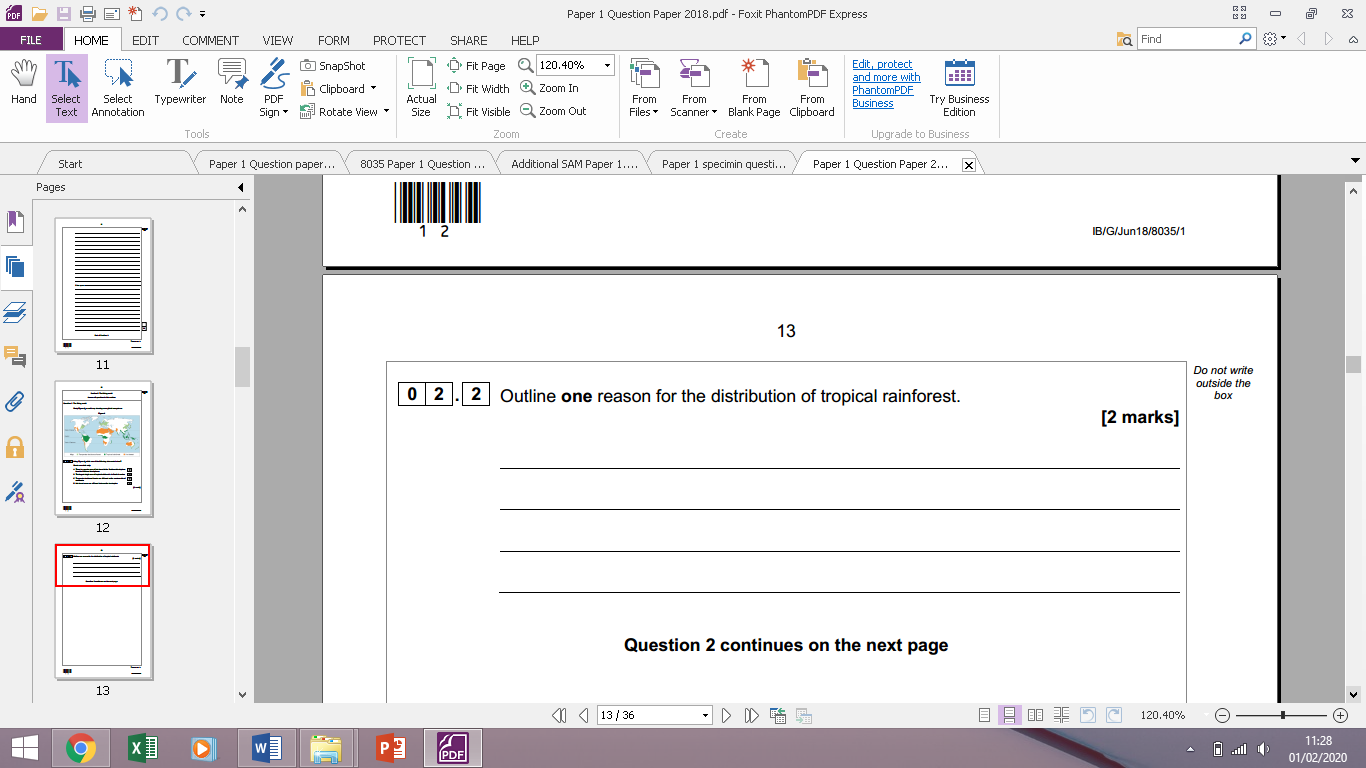 Paper 1 Question Paper 2018.pdf - Foxit PhantomPDF Express
FILE HOME EDIT COMMENT VIEW FORM PROTECT SHARE HELP
Find
Hand
Select Text
Select Annotation
Typewriter
Note
PDF Sign
SnapShot
Clipboard
Rotate View
Tools
Actual Size
Fit Page
Fit Width
Fit Visible
120.40%
Zoom In
Zoom Out
Zoom
From Files
From Scanner
From Blank Page
From Clipboard
Create
Edit, protect
and more with
PhantomPDF
Business
Try Business Edition
Upgrade to Business
Start
Paper 1 Question paper...
8035 Paper 1 Question ...
Additional SAM Paper 1....
Paper 1 specimin questi...
Paper 1 Question Paper 2...
Pages
11
12
13
1 2
IB/G/Jun18/8035/1
13
Do not write
outside the
box
0 2 . 2 Outline one reason for the distribution of tropical rainforest.
[2 marks]
Question 2 continues on the next page
13 / 36
120.40%
PDF
11:28
01/02/2020